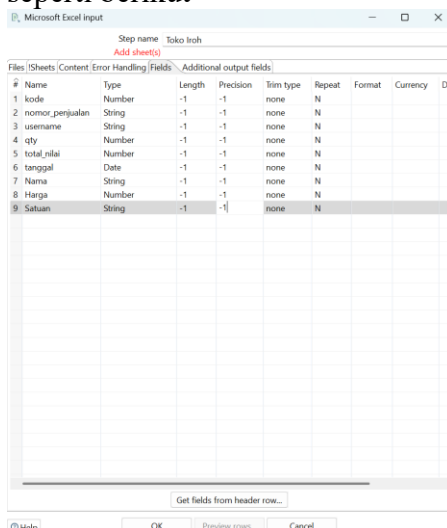 seperti berikut
Microsoft Excel input
Step name Toko Iroh
Add sheet(s)
Files !Sheets Content Error Handling Fields Additional output fields
# Name Type Length Precision Trim type Repeat Format Currency D
1 kode Number -1 -1 none N
2 nomor_penjualan String -1 -1 none N
3 username String -1 -1 none N
4 qty Number -1 -1 none N
5 total_nilai Number -1 -1 none N
6 tanggal Date -1 -1 none N
7 Nama String -1 -1 none N
8 Harga Number -1 -1 none N
9 Satuan String -1 -1 none N
Get fields from header row...
Help OK Preview rows Cancel